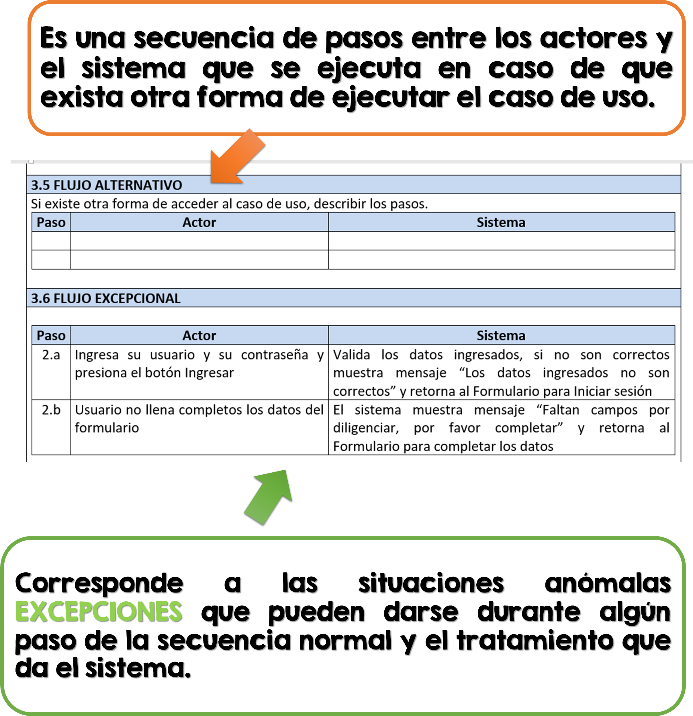 Es una secuencia de pasos entre los actores y
el sistema que se ejecuta en caso de que
exista otra forma de ejecutar el caso de uso.
3.5 FLUJO ALTERNATIVO
Si existe otra forma de acceder al caso de uso, describir los pasos.
Paso Actor Sistema
3.6 FLUJO EXCEPCIONAL
Paso Actor Sistema
2.a Ingresa su usuario y su contraseña y Valida los datos ingresados, si no son correctos
presiona el botón Ingresar muestra mensaje “Los datos ingresados no son
correctos” y retorna al Formulario para Iniciar sesión
2.b Usuario no llena completos los datos del El sistema muestra mensaje “Faltan campos por
formulario diligenciar, por favor completar” y retorna al
Formulario para completar los datos
Corresponde a las situaciones anómalas
EXCEPCIONES que pueden darse durante algún
paso de la secuencia normal y el tratamiento que
da el sistema.